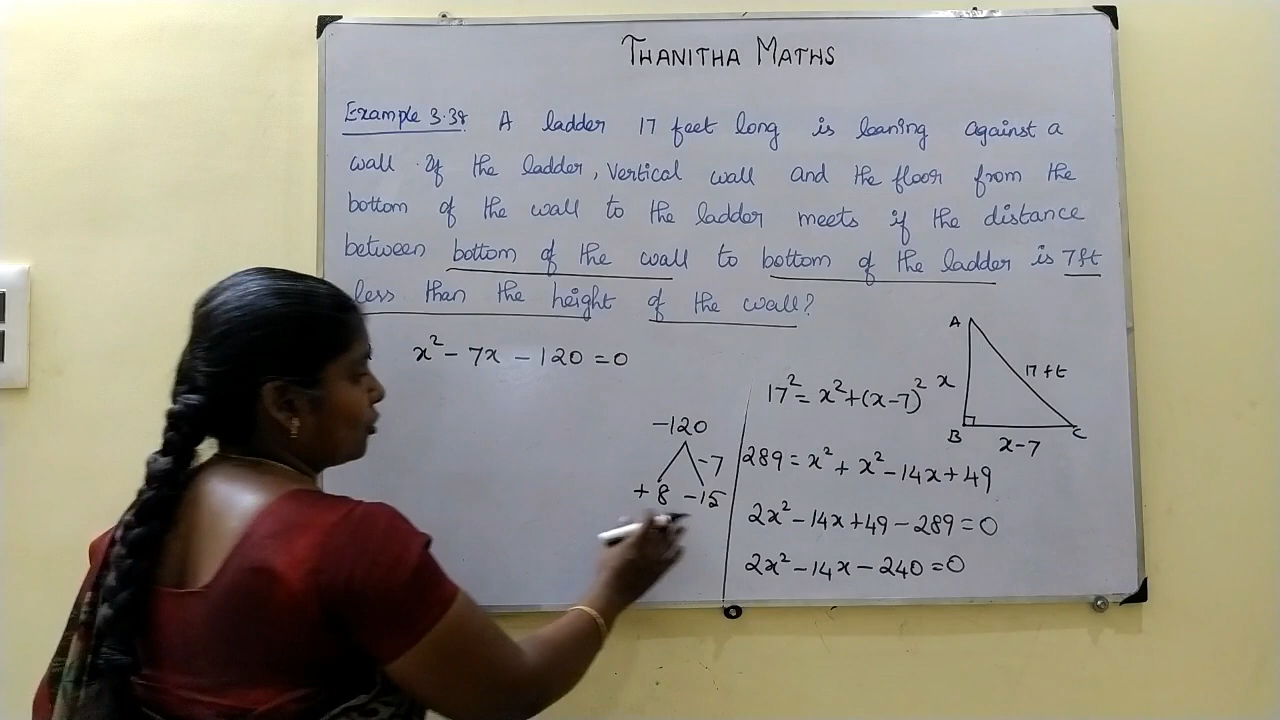 THANITHA MATHS
Example 3.38 A ladder 17 feet long is leaning against a
wall. If the ladder, vertical wall and the floor from the
bottom of the wall to the ladder meets if the distance
between bottom of the wall to bottom of the ladder is 7ft
less than the height of the wall?
x² - 7x - 120 = 0
-120
-7
+8 -15
A
17 ft
x
B
C
x-7
17² = x² + (x-7)²
289 = x² + x² - 14x + 49
2x² - 14x + 49 - 289 = 0
2x² - 14x - 240 = 0